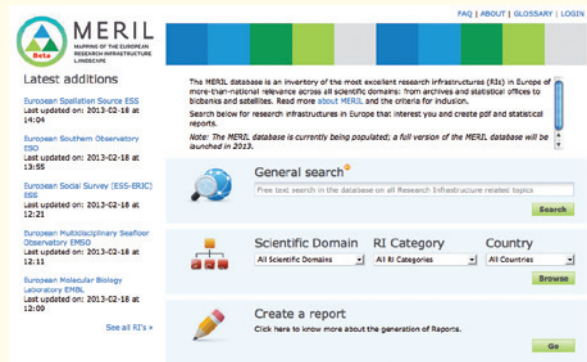 FAQ | ABOUT | GLOSSARY | LOGIN
Beta
MERIL
MAPPING OF THE EUROPEAN
RESEARCH INFRASTRUCTURE
LANDSCAPE
Latest additions
European Spallation Source ESS
Last updated on: 2013-02-18 at
14:04
European Southern Observatory
ESO
Last updated on: 2013-02-18 at
13:55
European Social Survey (ESS-ERIC)
ESS
Last updated on: 2013-02-18 at
12:21
European Multidisciplinary Seafloor
Observatory EMSO
Last updated on: 2013-02-18 at
12:11
European Molecular Biology
Laboratory EMBL
Last updated on: 2013-02-18 at
12:09
See all RI's »
The MERIL database is an inventory of the most excellent research infrastructures (RIs) in Europe of
more-than-national relevance across all scientific domains: from archives and statistical offices to
biobanks and satellites. Read more about MERIL and the criteria for inclusion.
Search below for research infrastructures in Europe that interest you and create pdf and statistical
reports.
Note: The MERIL database is currently being populated; a full version of the MERIL database will be
launched in 2013.
General search
Free text search in the database on all Research Infrastructure related topics
Search
Scientific Domain RI Category Country
All Scientific Domains All RI Categories All Countries
Browse
Create a report
Click here to know more about the generation of Reports.
Go